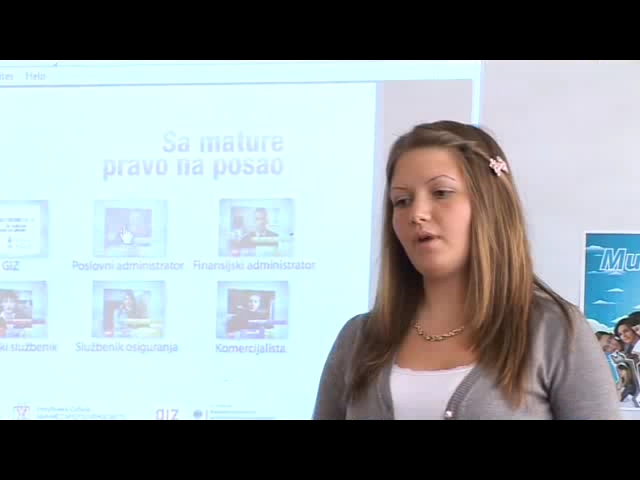 Help
Sa mature
pravo na posao
GIZ
Poslovni administrator
Finansijski administrator
službenik
Službenik osiguranja
Komercijalista
giz
Mu